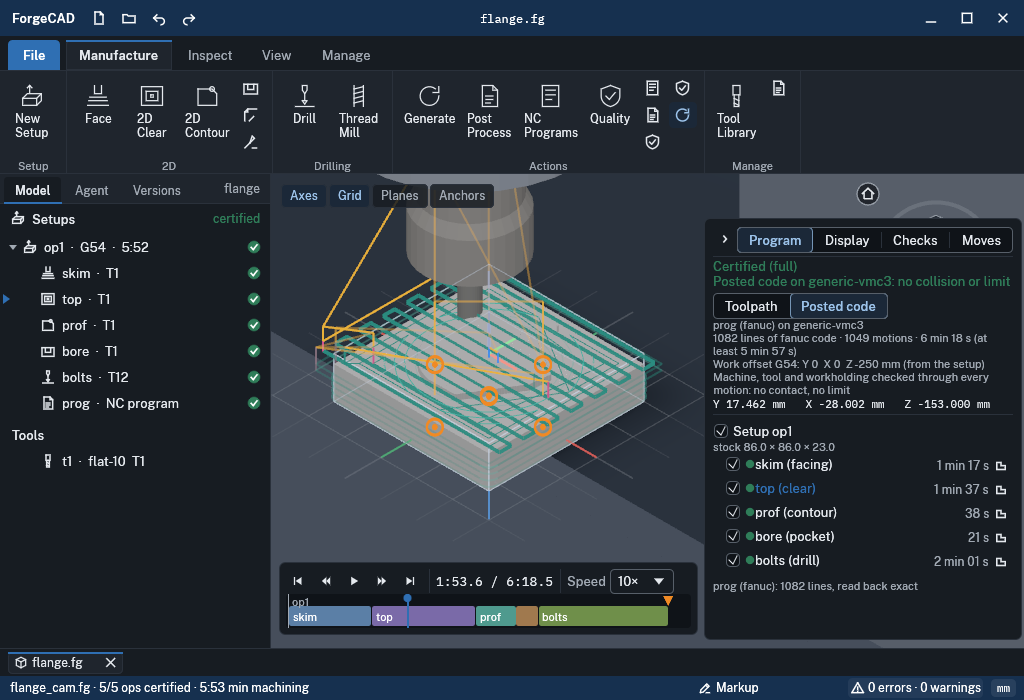 ForgeCAD
flange.fg
File
Manufacture
Inspect
View
Manage
New Setup
Face
2D Clear
2D Contour
Drill
Thread Mill
Generate
Post Process
NC Programs
Quality
Tool Library
Setup
2D
Drilling
Actions
Manage
Model
Agent
Versions
flange
Setups
certified
op1 · G54 · 5:52
skim · T1
top · T1
prof · T1
bore · T1
bolts · T12
prog · NC program
Tools
t1 · flat-10 T1
Axes
Grid
Planes
Anchors
Program
Display
Checks
Moves
Certified (full)
Posted code on generic-vmc3: no collision or limit
Toolpath
Posted code
prog (fanuc) on generic-vmc3
1082 lines of fanuc code · 1049 motions · 6 min 18 s (at
least 5 min 57 s)
Work offset G54: Y 0 X 0 Z -250 mm (from the setup)
Machine, tool and workholding checked through every
motion: no contact, no limit
Y 17.462 mm X -28.002 mm Z -153.000 mm
Setup op1
stock 86.0 × 86.0 × 23.0
skim (facing) 1 min 17 s
top (clear) 1 min 37 s
prof (contour) 38 s
bore (pocket) 21 s
bolts (drill) 2 min 01 s
prog (fanuc): 1082 lines, read back exact
1:53.6 / 6:18.5
Speed
10×
op1
skim
top
prof
bolts
flange.fg
flange_cam.fg · 5/5 ops certified · 5:53 min machining
Markup
0 errors · 0 warnings
mm